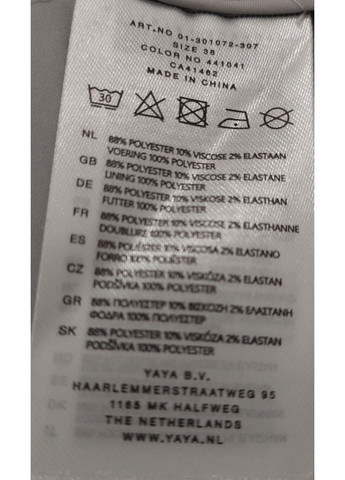 ART.NO 01-301072-307
SIZE 38
COLOR NO 441041
CA41462
MADE IN CHINA
30
NL 88% POLYESTER 10% VISCOSE 2% ELASTAAN
VOERING 100% POLYESTER
GB 88% POLYESTER 10% VISCOSE 2% ELASTANE
LINING 100% POLYESTER
DE 88% POLYESTER 10% VISKOSE 2% ELASTHAN
FUTTER 100% POLYESTER
FR 88% POLYESTER 10% VISCOSE 2% ELASTHANNE
DOUBLURE 100% POLYESTER
ES 88% POLIÉSTER 10% VISCOSA 2% ELASTANO
FORRO 100% POLIÉSTER
CZ 88% POLYESTER 10% VISKÓZA 2% ELASTAN
PODŠÍVKA 100% POLYESTER
GR 88% ΠΟΛΥΕΣΤΕΡ 10% ΒΙΣΚΟΖΗ 2% ΕΛΑΣΤΑΝΗ
ΦΟΔΡΑ 100% ΠΟΛΥΕΣΤΕΡ
SK 88% POLYESTER 10% VISKÓZA 2% ELASTAN
PODŠÍVKA 100% POLYESTER
YAYA B.V.
HAARLEMMERSTRAATWEG 95
1165 MK HALFWEG
THE NETHERLANDS
WWW.YAYA.NL